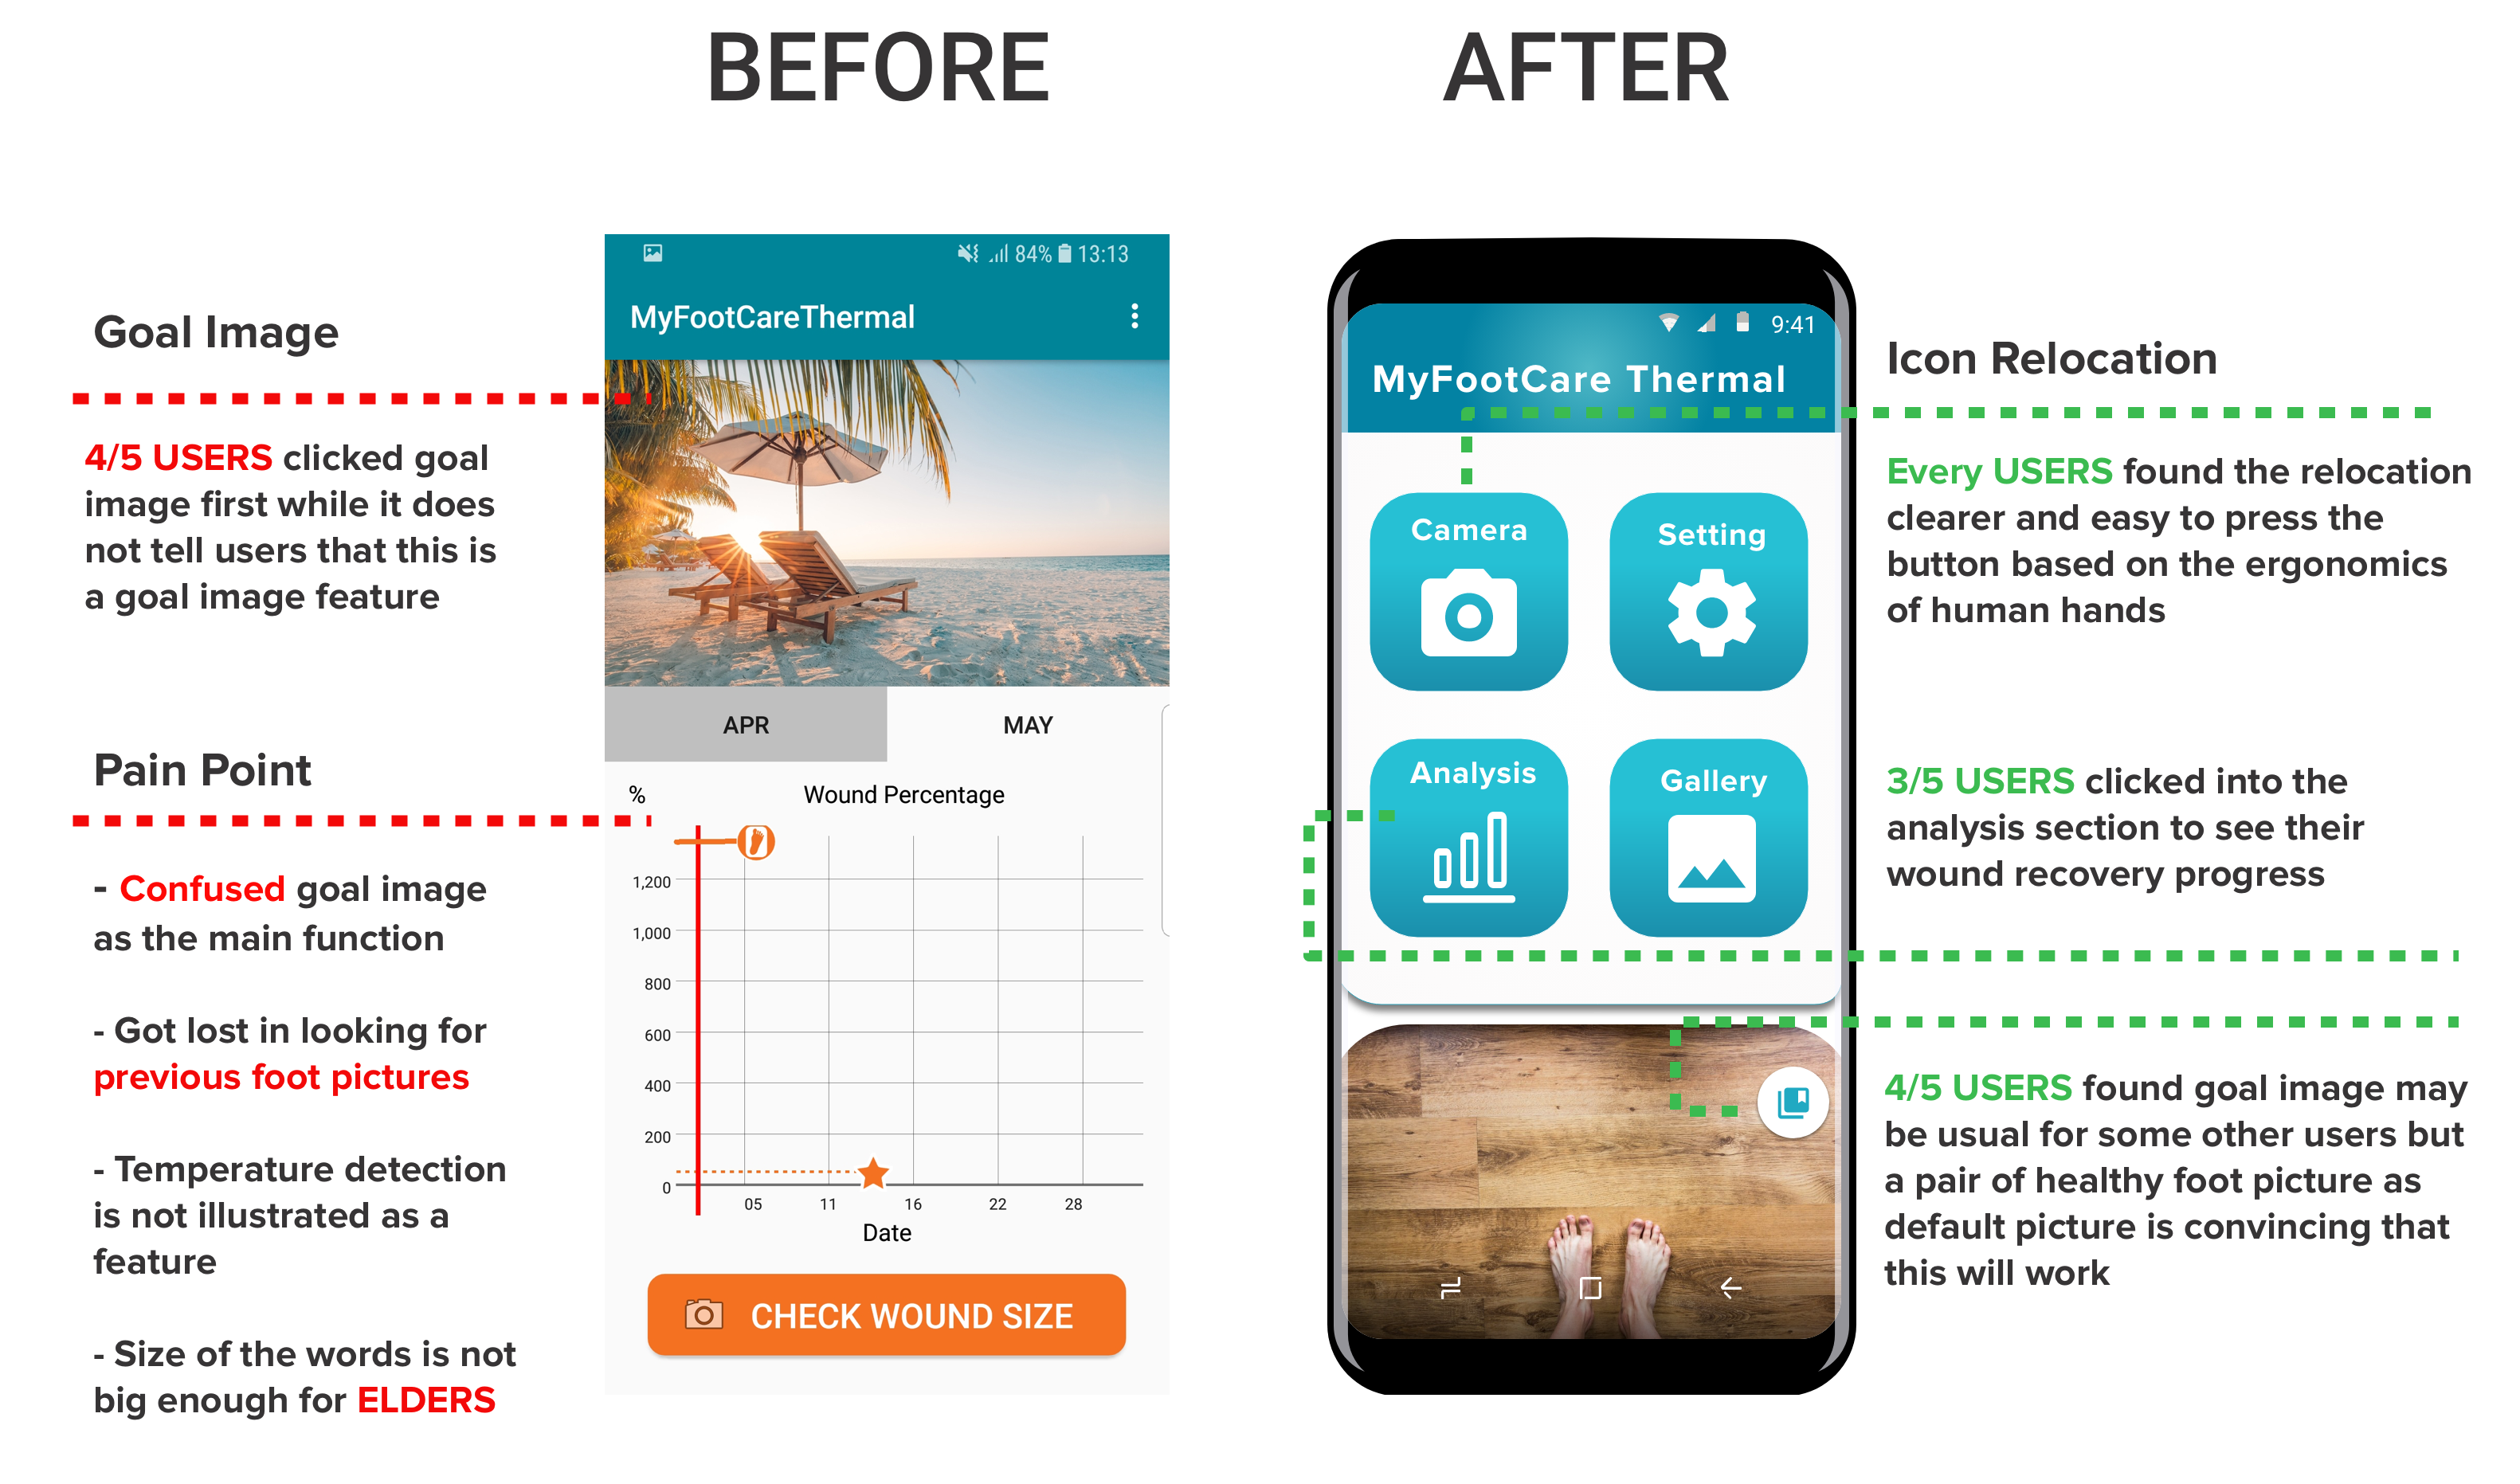 BEFORE
AFTER
Goal Image
4/5 USERS clicked goal
image first while it does
not tell users that this is
a goal image feature
Pain Point
- Confused goal image
as the main function
- Got lost in looking for
previous foot pictures
- Temperature detection
is not illustrated as a
feature
- Size of the words is not
big enough for ELDERS
84% 13:13
MyFootCareThermal
APR
MAY
%
Wound Percentage
1,200
1,000
800
600
400
200
0
05 11 16 22 28
Date
CHECK WOUND SIZE
9:41
MyFootCare Thermal
Camera
Setting
Analysis
Gallery
Icon Relocation
Every USERS found the relocation
clearer and easy to press the
button based on the ergonomics
of human hands
3/5 USERS clicked into the
analysis section to see their
wound recovery progress
4/5 USERS found goal image may
be usual for some other users but
a pair of healthy foot picture as
default picture is convincing that
this will work